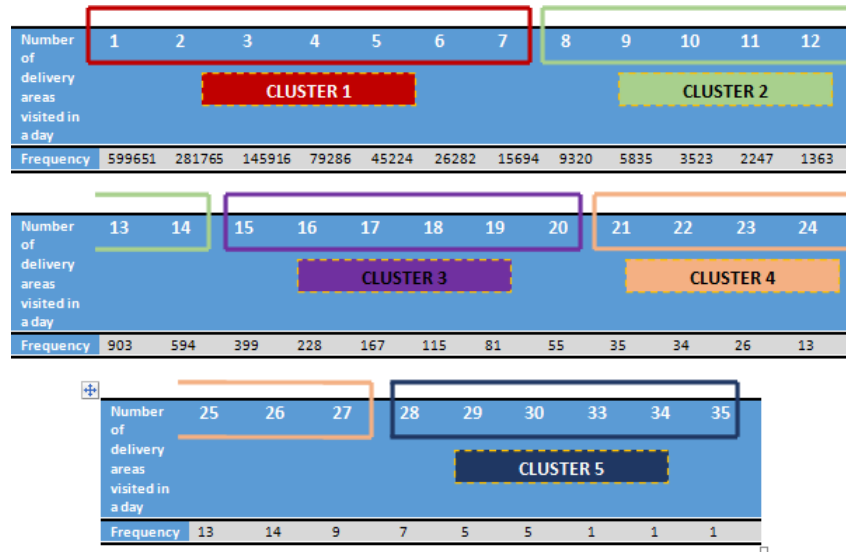 Number 1 2 3 4 5 6 7 8 9 10 11 12
of
delivery
areas CLUSTER 1 CLUSTER 2
visited in
a day
Frequency 599651 281765 145916 79286 45224 26282 15694 9320 5835 3523 2247 1363
Number 13 14 15 16 17 18 19 20 21 22 23 24
of
delivery
areas CLUSTER 3 CLUSTER 4
visited in
a day
Frequency 903 594 399 228 167 115 81 55 35 34 26 13
Number 25 26 27 28 29 30 33 34 35
of
delivery
areas CLUSTER 5
visited in
a day
Frequency 13 14 9 7 5 5 1 1 1